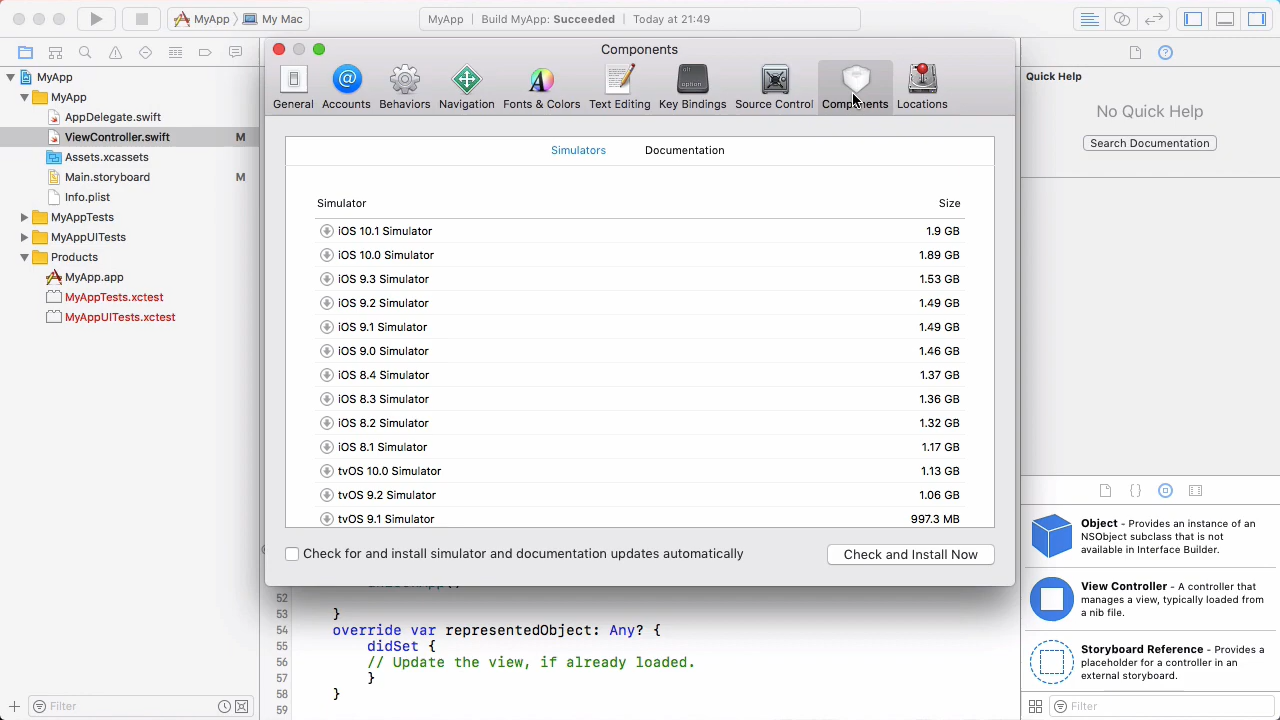 MyApp My Mac
MyApp | Build MyApp: Succeeded | Today at 21:49
Components
General Accounts Behaviors Navigation Fonts & Colors Text Editing Key Bindings Source Control Components Locations
MyApp
MyApp
AppDelegate.swift
ViewController.swift M
Assets.xcassets
Main.storyboard M
Info.plist
MyAppTests
MyAppUITests
Products
MyApp.app
MyAppTests.xctest
MyAppUITests.xctest
Filter
Simulators Documentation
Simulator Size
iOS 10.1 Simulator 1.9 GB
iOS 10.0 Simulator 1.89 GB
iOS 9.3 Simulator 1.53 GB
iOS 9.2 Simulator 1.49 GB
iOS 9.1 Simulator 1.49 GB
iOS 9.0 Simulator 1.46 GB
iOS 8.4 Simulator 1.37 GB
iOS 8.3 Simulator 1.36 GB
iOS 8.2 Simulator 1.32 GB
iOS 8.1 Simulator 1.17 GB
tvOS 10.0 Simulator 1.13 GB
tvOS 9.2 Simulator 1.06 GB
tvOS 9.1 Simulator 997.3 MB
Check for and install simulator and documentation updates automatically
Check and Install Now
52
53 }
54 override var representedObject: Any? {
55 didSet {
56 // Update the view, if already loaded.
57 }
58 }
59
Quick Help
No Quick Help
Search Documentation
Object - Provides an instance of an
NSObject subclass that is not
available in Interface Builder.
View Controller - A controller that
manages a view, typically loaded from
a nib file.
Storyboard Reference - Provides a
placeholder for a controller in an
external storyboard.
Filter